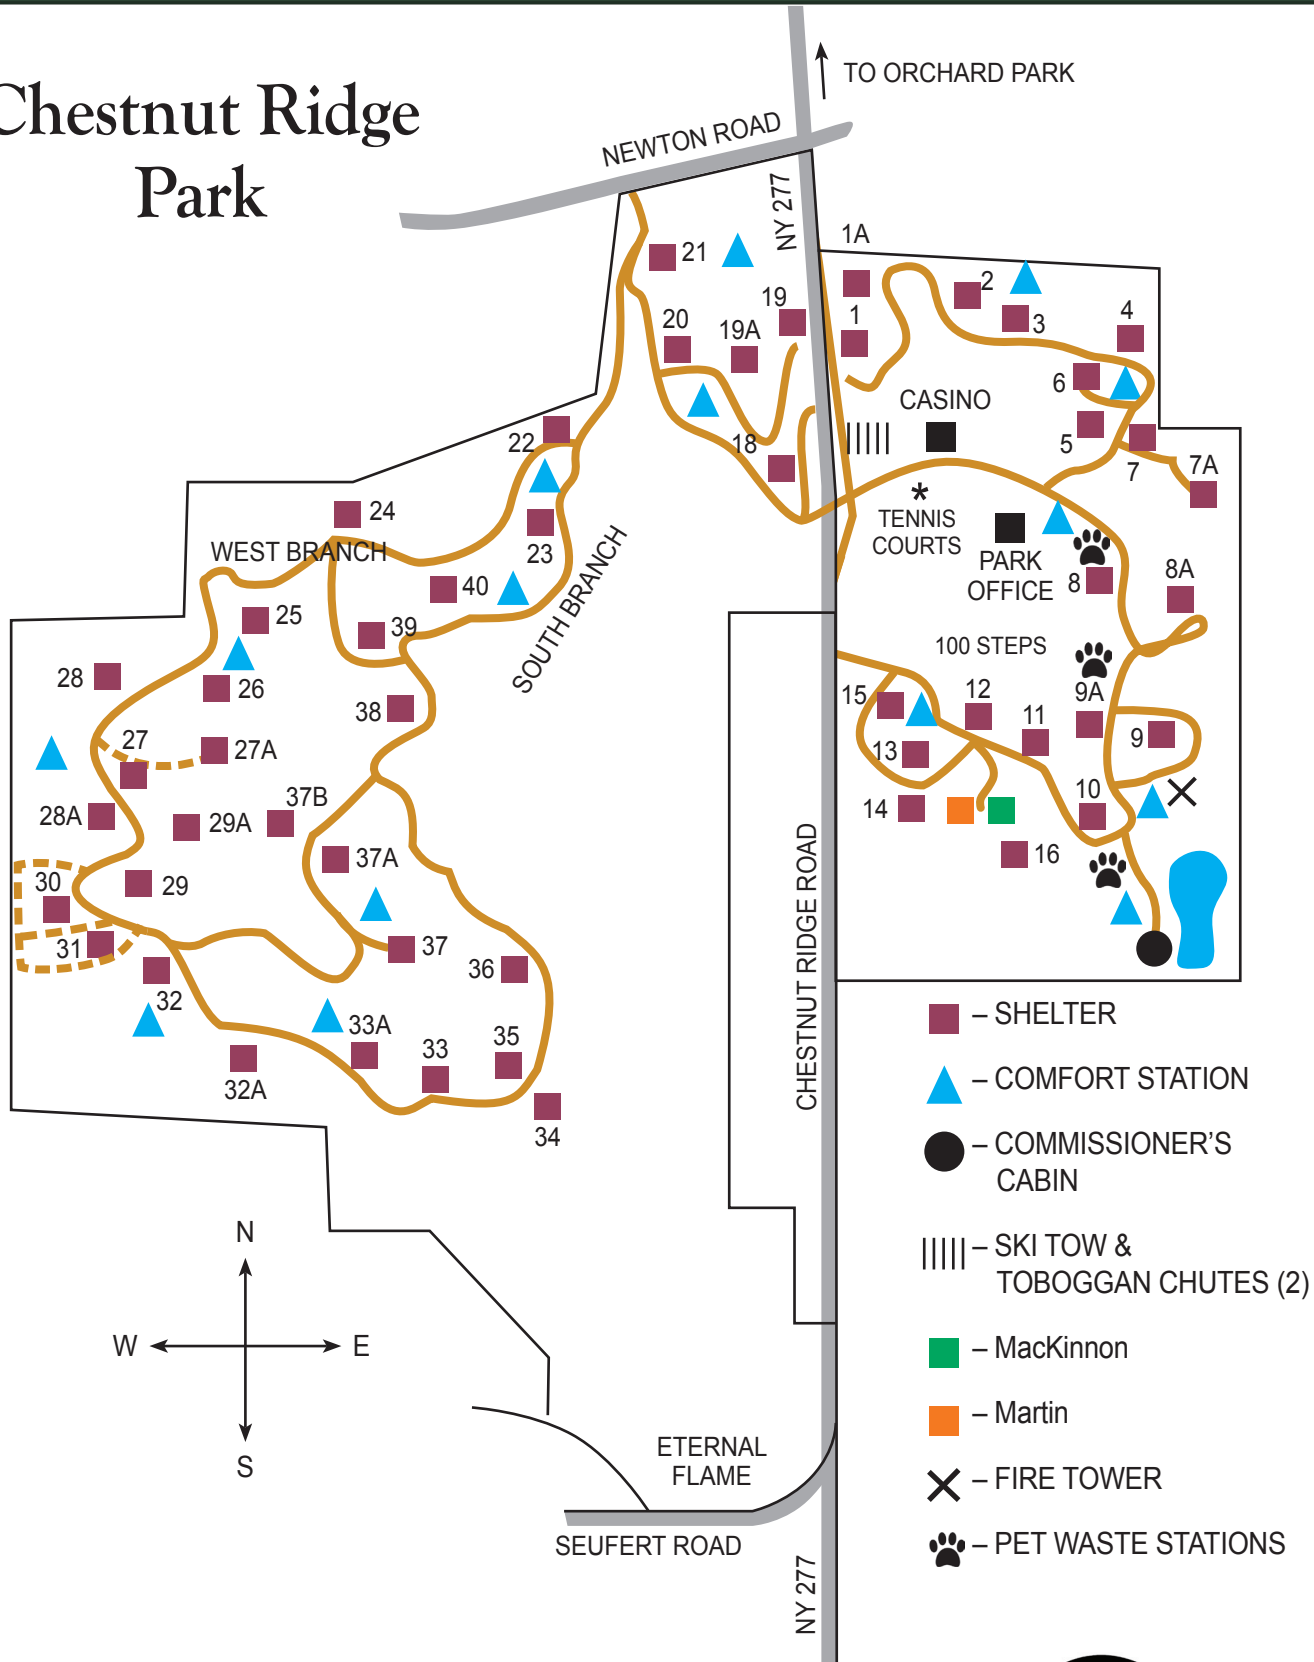 Chestnut Ridge
Park
TO ORCHARD PARK
NEWTON ROAD
NY 277
1A
21
2
19
1
3
4
20
19A
6
CASINO
22
18
5
7
7A
24
TENNIS
COURTS
23
WEST BRANCH
SOUTH BRANCH
PARK
OFFICE
8
8A
40
25
39
100 STEPS
28
26
38
15
12
9A
27
27A
11
9
13
37B
10
28A
29A
14
37A
16
30
29
31
37
36
32
33A
35
33
32A
34
CHESTNUT RIDGE ROAD
– SHELTER
– COMFORT STATION
– COMMISSIONER'S
CABIN
– SKI TOW &
TOBOGGAN CHUTES (2)
– MacKinnon
– Martin
– FIRE TOWER
– PET WASTE STATIONS
N
W
E
S
ETERNAL
FLAME
SEUFERT ROAD
NY 277